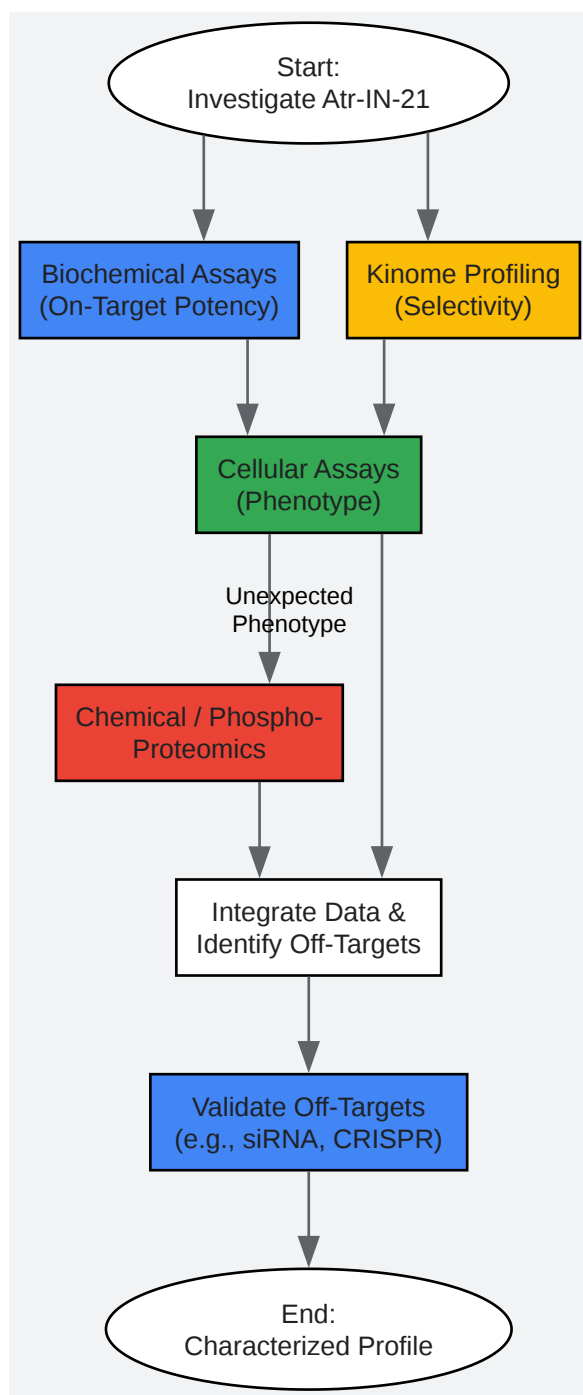 Start:
Investigate Atr-IN-21
Biochemical Assays
(On-Target Potency)
Kinome Profiling
(Selectivity)
Cellular Assays
(Phenotype)
Unexpected
Phenotype
Chemical / Phospho-
Proteomics
Integrate Data &
Identify Off-Targets
Validate Off-Targets
(e.g., siRNA, CRISPR)
End:
Characterized Profile